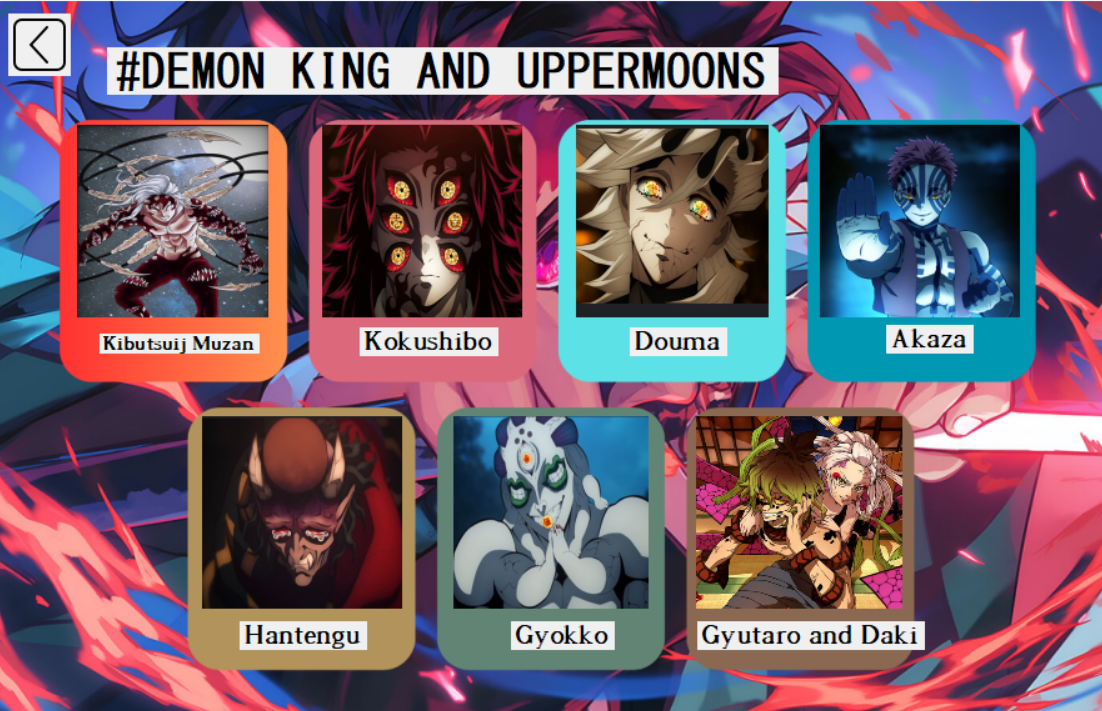 #DEMON KING AND UPPERMOONS
Kibutsuij Muzan
Kokushibo
Douma
Akaza
Hantengu
Gyokko
Gyutaro and Daki